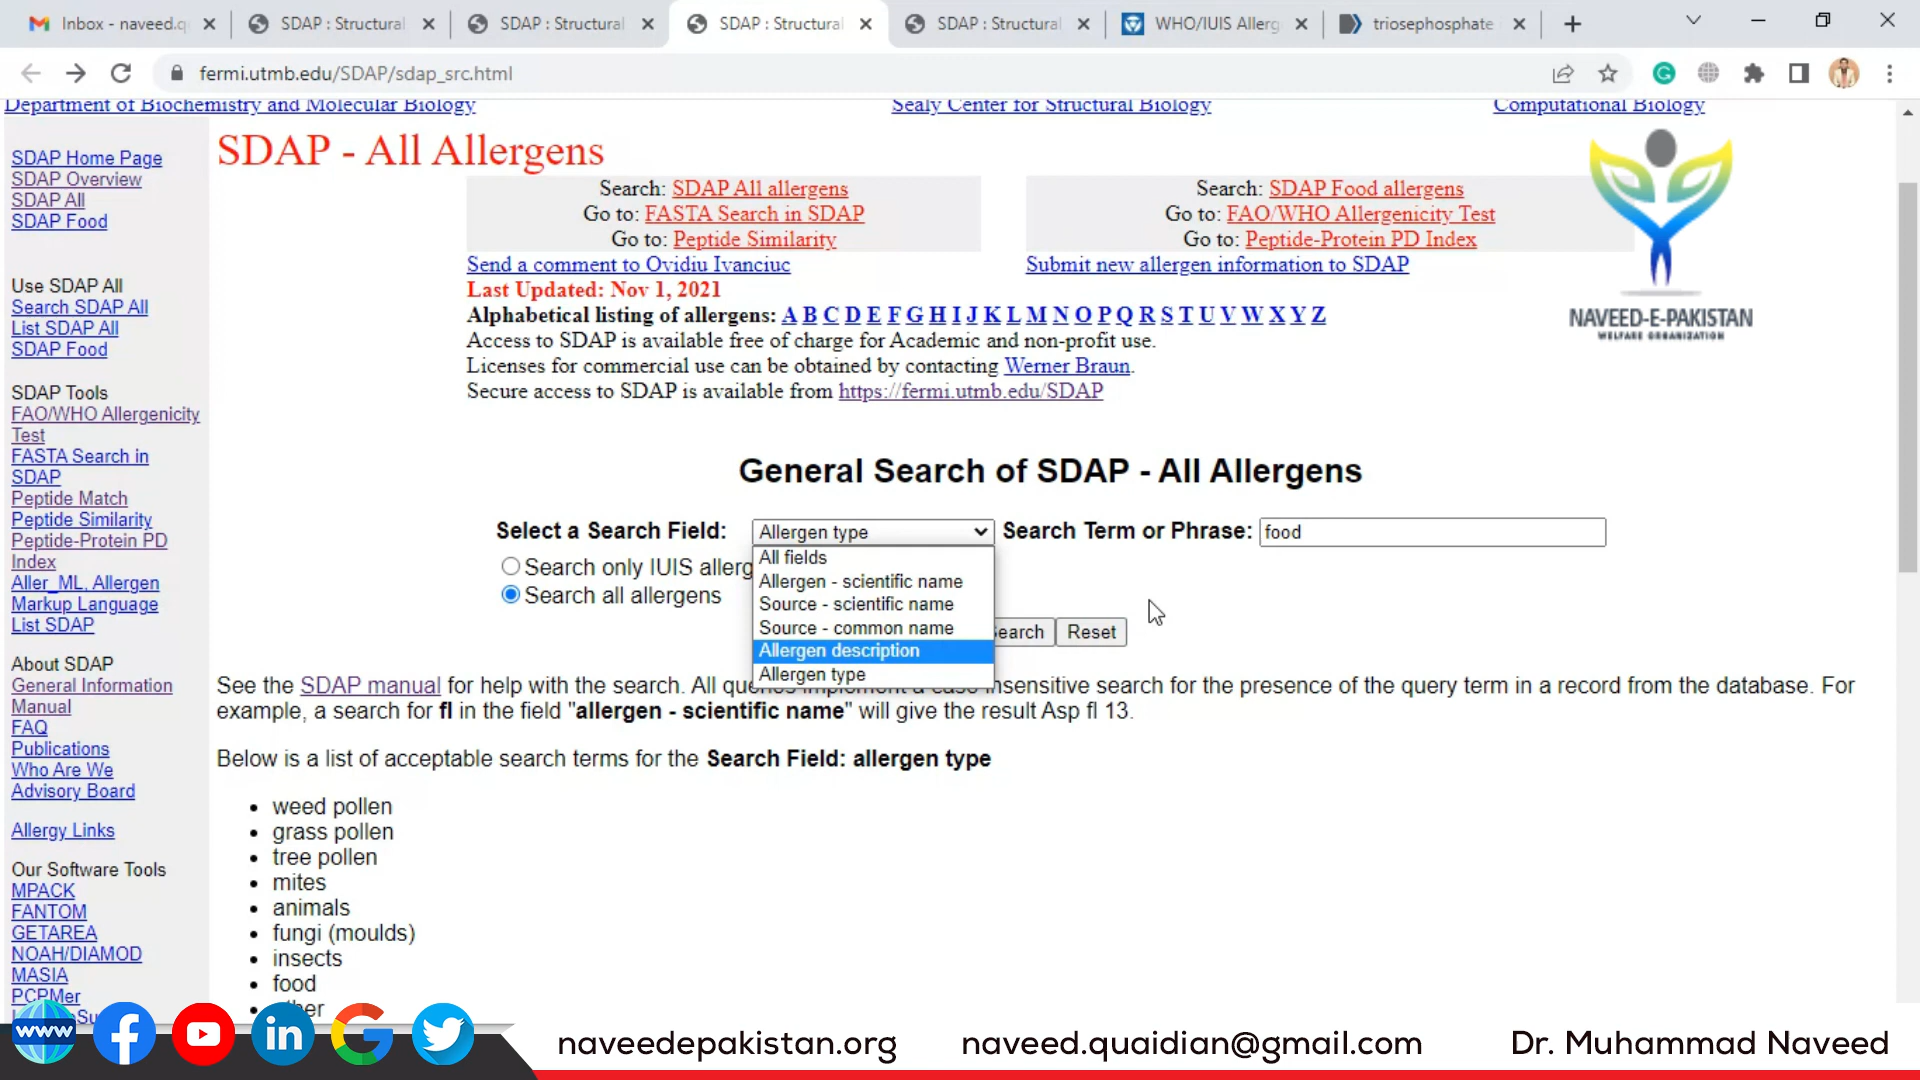 Inbox - naveed.q
SDAP : Structural
SDAP : Structural
SDAP : Structural
SDAP : Structural
WHO/IUIS Allerg
triosephosphate
fermi.utmb.edu/SDAP/sdap_src.html
Department of Biochemistry and Molecular Biology
Sealy Center for Structural Biology
Computational Biology
SDAP - All Allergens
Search: SDAP All allergens
Go to: FASTA Search in SDAP
Go to: Peptide Similarity
Search: SDAP Food allergens
Go to: FAO/WHO Allergenicity Test
Go to: Peptide-Protein PD Index
Send a comment to Ovidiu Ivanciuc
Submit new allergen information to SDAP
Last Updated: Nov 1, 2021
Alphabetical listing of allergens: A B C D E F G H I J K L M N O P Q R S T U V W X Y Z
Access to SDAP is available free of charge for Academic and non-profit use.
Licenses for commercial use can be obtained by contacting Werner Braun.
Secure access to SDAP is available from https://fermi.utmb.edu/SDAP
NAVEED-E-PAKISTAN
WELFARE ORGANIZATION
SDAP Home Page
SDAP Overview
SDAP All
SDAP Food
Use SDAP All
Search SDAP All
List SDAP All
SDAP Food
SDAP Tools
FAO/WHO Allergenicity
Test
FASTA Search in
SDAP
Peptide Match
Peptide Similarity
Peptide-Protein PD
Index
Aller_ML, Allergen
Markup Language
List SDAP
About SDAP
General Information
Manual
FAQ
Publications
Who Are We
Advisory Board
Allergy Links
Our Software Tools
MPACK
FANTOM
GETAREA
NOAH/DIAMOD
MASIA
PCPMer
General Search of SDAP - All Allergens
Select a Search Field: Allergen type Search Term or Phrase: food
Search only IUIS allerg
Search all allergens
All fields
Allergen - scientific name
Source - scientific name
Source - common name
Allergen description
Allergen type
Search Reset
See the SDAP manual for help with the search. All queries implement a case insensitive search for the presence of the query term in a record from the database. For
example, a search for fl in the field "allergen - scientific name" will give the result Asp fl 13.
Below is a list of acceptable search terms for the Search Field: allergen type
• weed pollen
• grass pollen
• tree pollen
• mites
• animals
• fungi (moulds)
• insects
• food
• other
www
in
naveedepakistan.org
naveed.quaidian@gmail.com
Dr. Muhammad Naveed